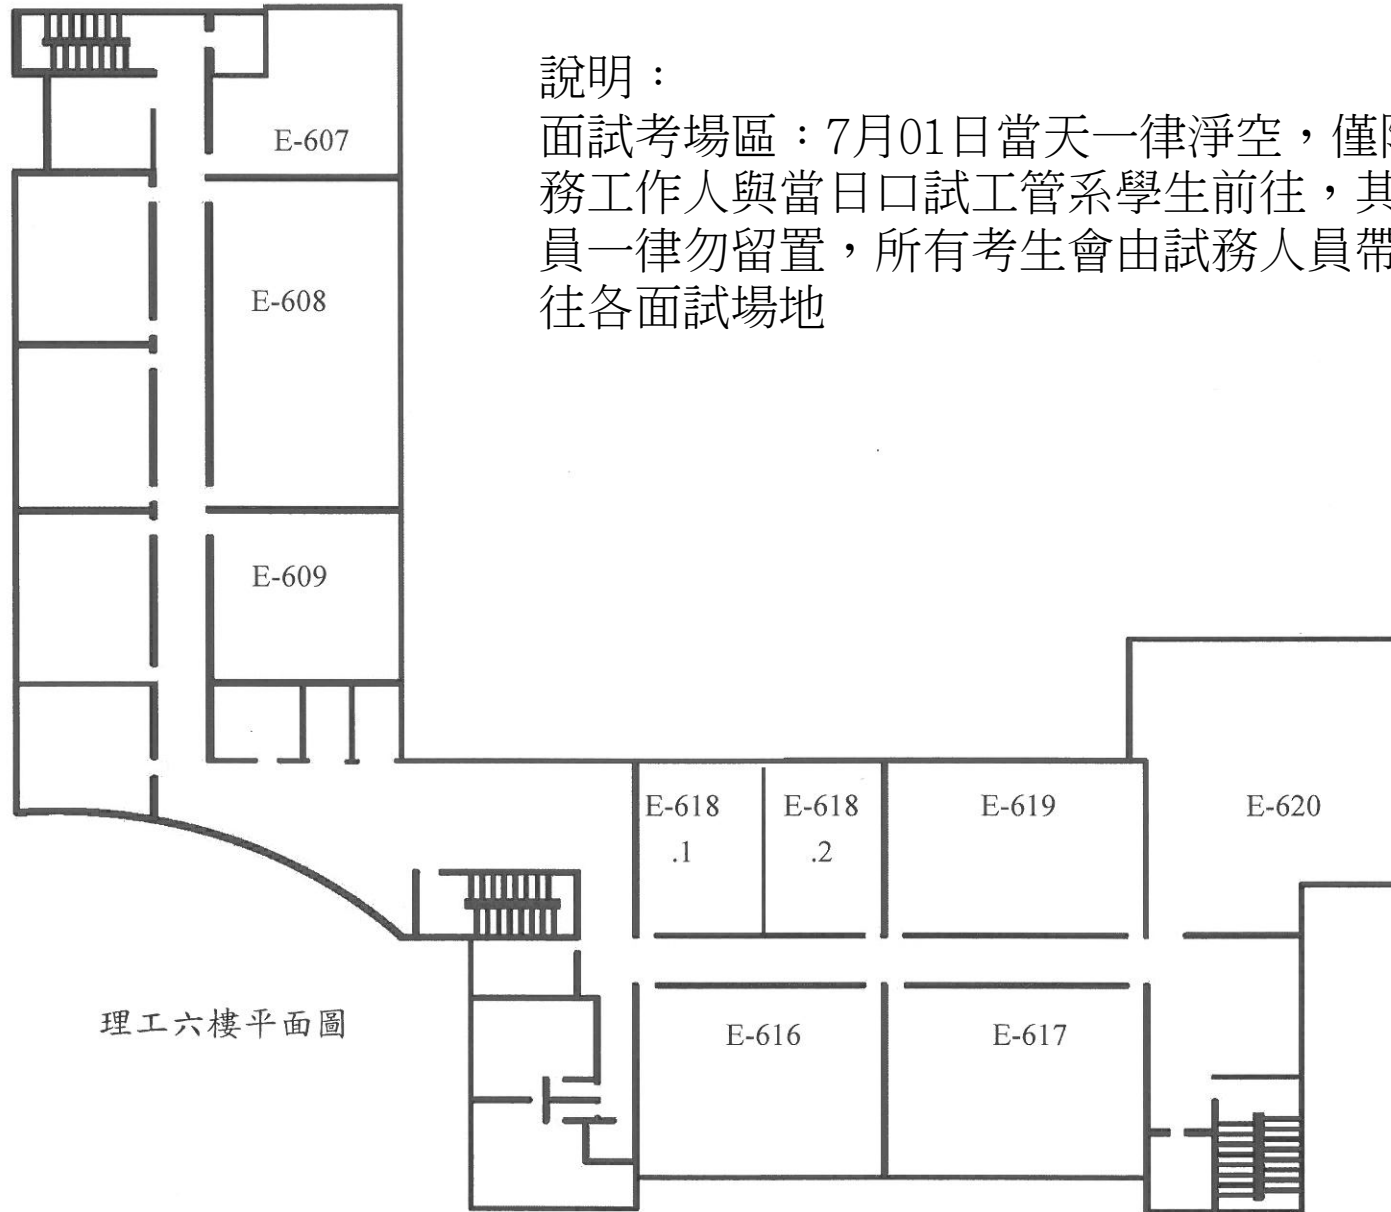 說明：
面試考場區：7月01日當天一律淨空，僅
務工作人與當日口試工管系學生前往，其
員一律勿留置，所有考生會由試務人員帶
往各面試場地
E-607
E-608
E-609
E-618
.1
E-618
.2
E-619
E-620
E-616
E-617
理工六樓平面圖